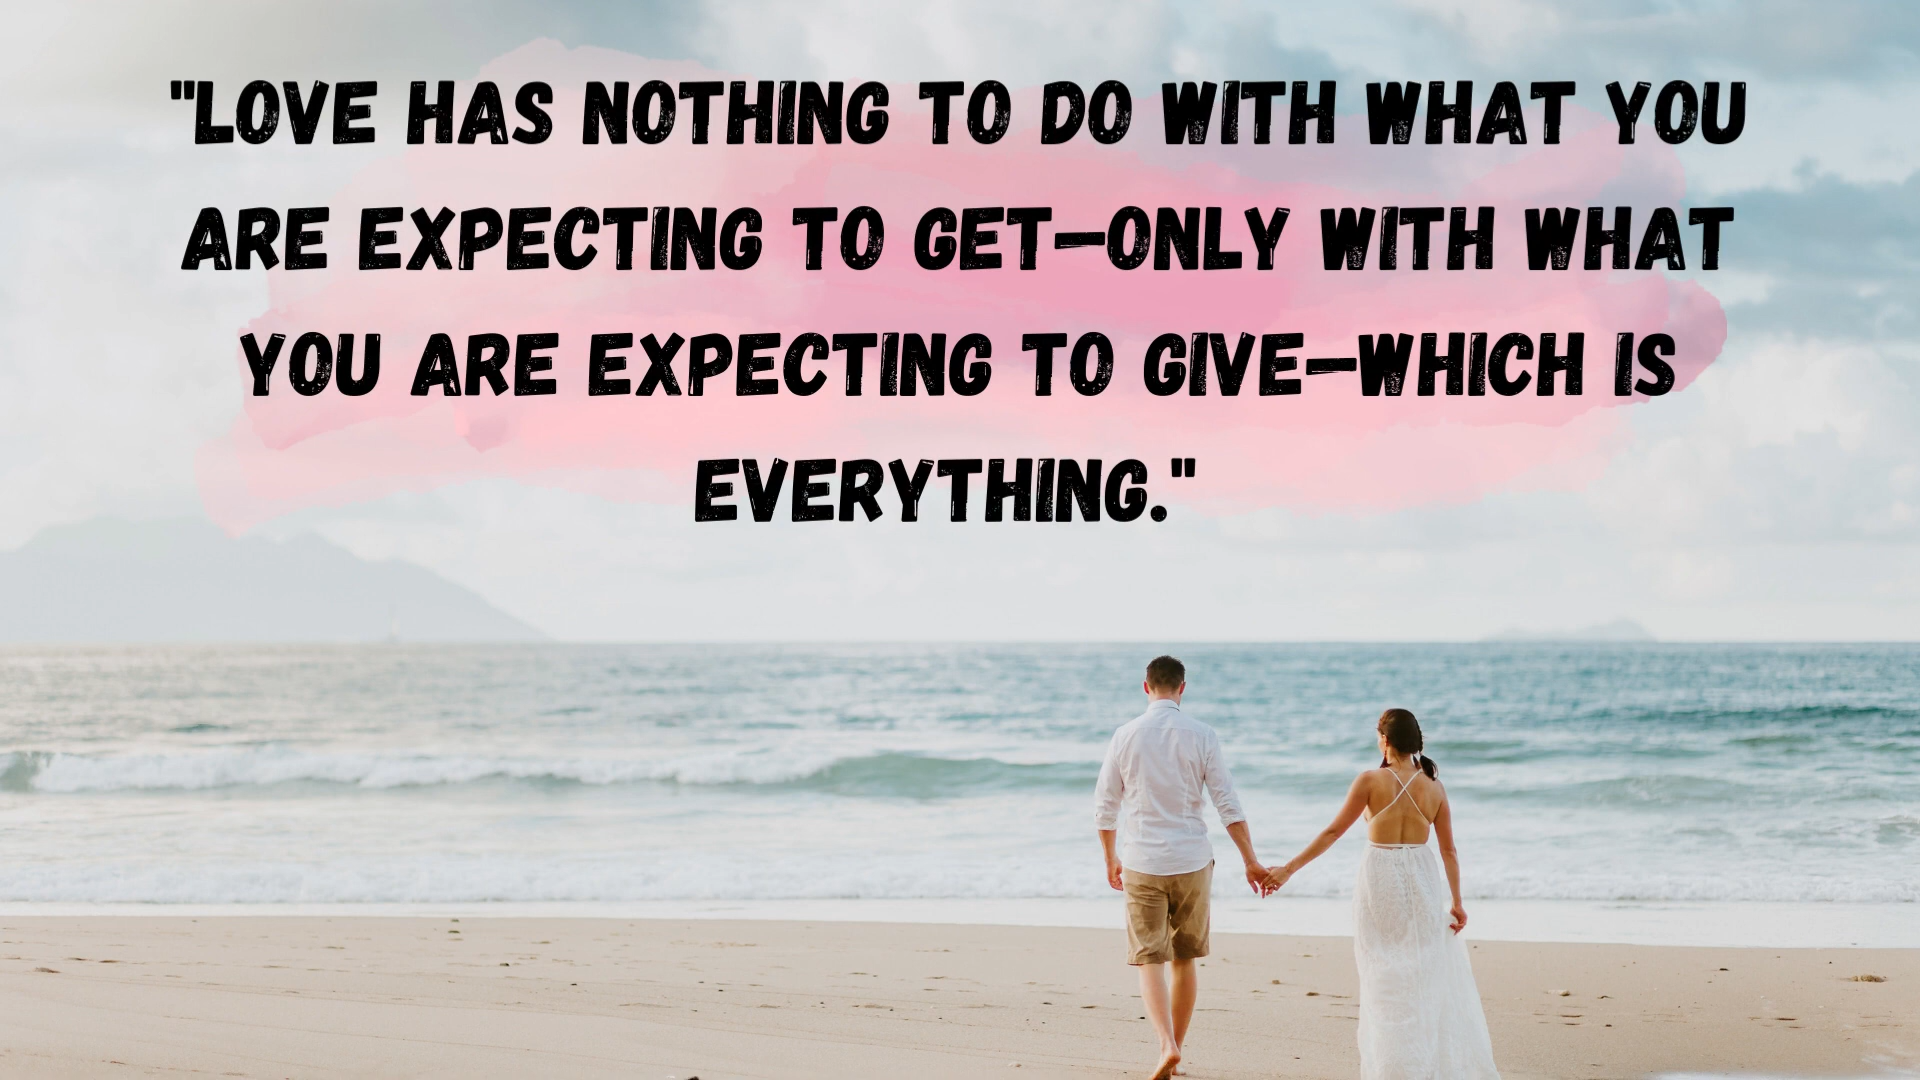 "LOVE HAS NOTHING TO DO WITH WHAT YOU
ARE EXPECTING TO GET—ONLY WITH WHAT
YOU ARE EXPECTING TO GIVE—WHICH IS
EVERYTHING."